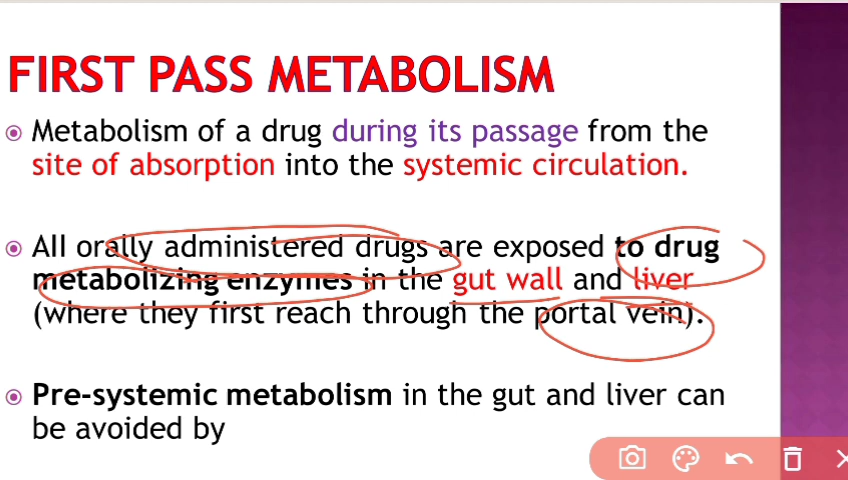 FIRST PASS METABOLISM
Metabolism of a drug during its passage from the
site of absorption into the systemic circulation.
All orally administered drugs are exposed to drug
metabolizing enzymes in the gut wall and liver
(where they first reach through the portal vein).
Pre-systemic metabolism in the gut and liver can
be avoided by